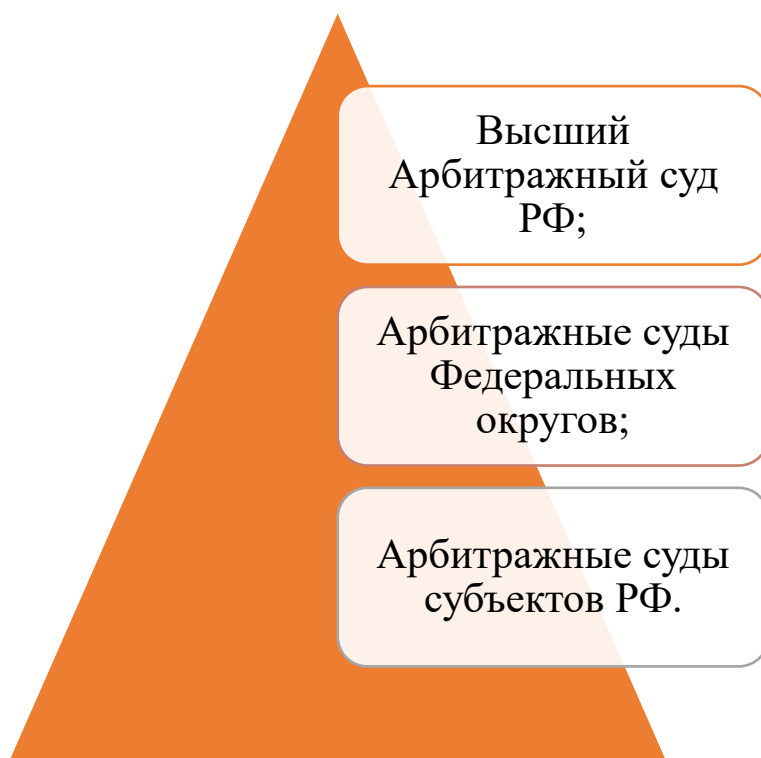 Высший
Арбитражный суд
РФ;
Арбитражные суды
Федеральных
округов;
Арбитражные суды
субъектов РФ.